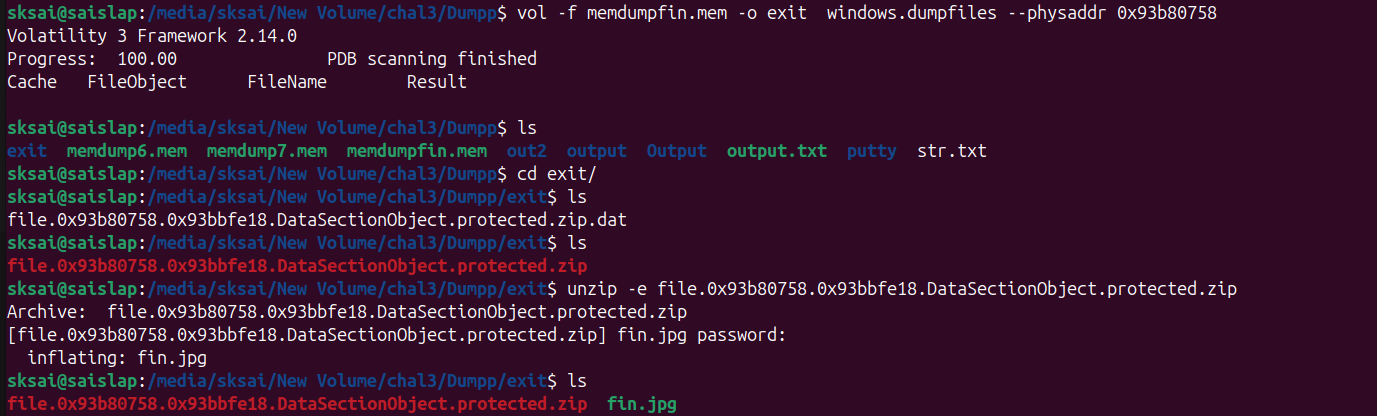 sksai@saislap:/media/sksai/New Volume/chal3/Dumpp$ vol -f memdumpfin.mem -o exit  windows.dumpfiles --physaddr 0x93b80758
Volatility 3 Framework 2.14.0
Progress:  100.00               PDB scanning finished
Cache   FileObject      FileName        Result
sksai@saislap:/media/sksai/New Volume/chal3/Dumpp$ ls
exit  memdump6.mem  memdump7.mem  memdumpfin.mem  out2  output  Output  output.txt  putty  str.txt
sksai@saislap:/media/sksai/New Volume/chal3/Dumpp$ cd exit/
sksai@saislap:/media/sksai/New Volume/chal3/Dumpp/exit$ ls
file.0x93b80758.0x93bbfe18.DataSectionObject.protected.zip.dat
sksai@saislap:/media/sksai/New Volume/chal3/Dumpp/exit$ ls
file.0x93b80758.0x93bbfe18.DataSectionObject.protected.zip
sksai@saislap:/media/sksai/New Volume/chal3/Dumpp/exit$ unzip -e file.0x93b80758.0x93bbfe18.DataSectionObject.protected.zip
Archive:  file.0x93b80758.0x93bbfe18.DataSectionObject.protected.zip
[file.0x93b80758.0x93bbfe18.DataSectionObject.protected.zip] fin.jpg password:
  inflating: fin.jpg
sksai@saislap:/media/sksai/New Volume/chal3/Dumpp/exit$ ls
file.0x93b80758.0x93bbfe18.DataSectionObject.protected.zip  fin.jpg